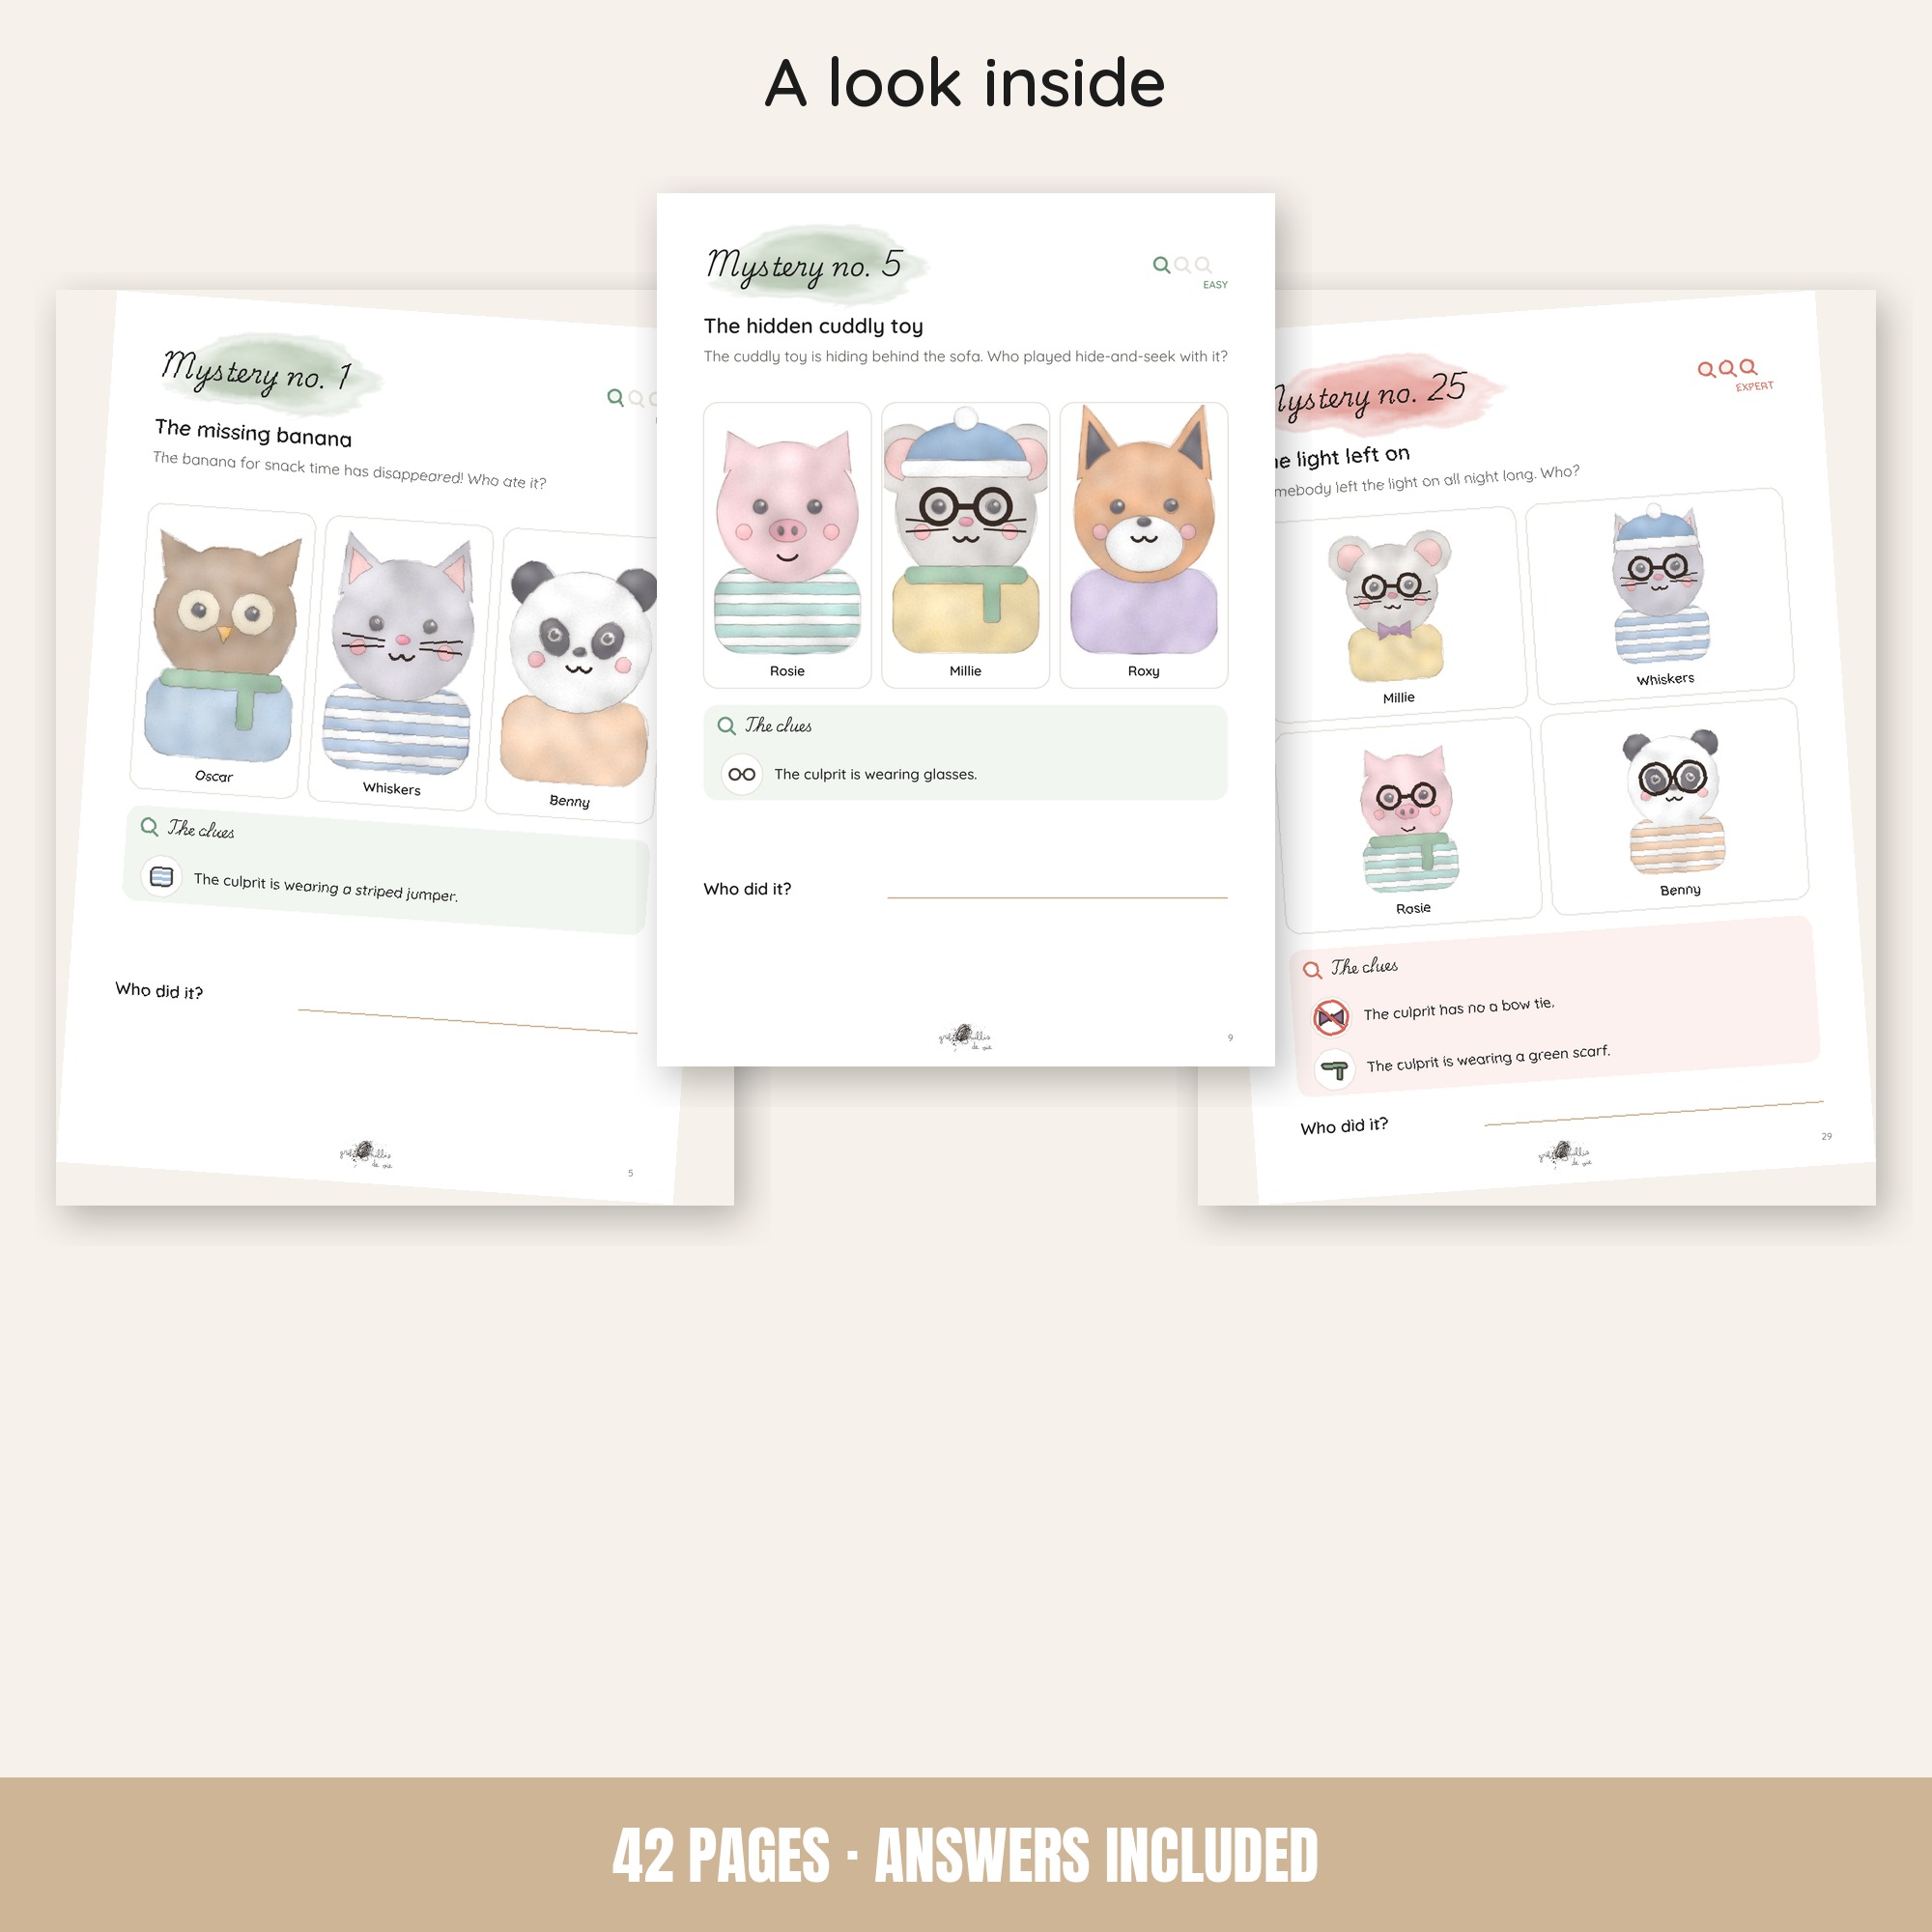 A look inside
Mystery no. 1
The missing banana
The banana for snack time has disappeared! Who ate it?
Oscar
Whiskers
Benny
The clues
The culprit is wearing a striped jumper.
Who did it?
5
Mystery no. 5
EASY
The hidden cuddly toy
The cuddly toy is hiding behind the sofa. Who played hide-and-seek with it?
Rosie
Millie
Roxy
The clues
The culprit is wearing glasses.
Who did it?
9
Mystery no. 25
EXPERT
light left on
left the light on all night long. Who?
Millie
Whiskers
Rosie
Benny
The clues
The culprit has no a bow tie.
The culprit is wearing a green scarf.
Who did it?
29
42 PAGES · ANSWERS INCLUDED